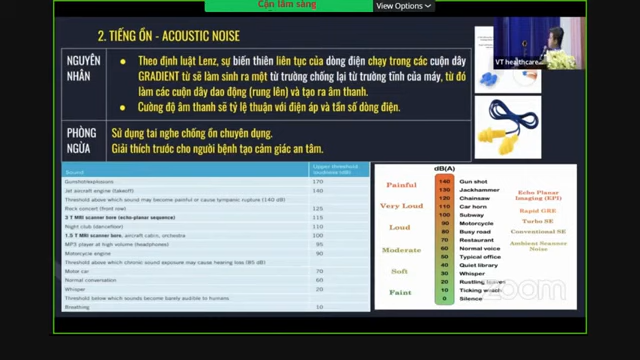 Cận lâm sàng
View Options
2. TIẾNG ỒN - ACOUSTIC NOISE
NGUYÊN NHÂN
Theo định luật Lenz, sự biến thiên liên tục của dòng điện chạy trong các cuộn dây
GRADIENT từ sẽ làm sinh ra một từ trường chống lại từ trường tĩnh của máy, từ đó
làm các cuộn dây dao động (rung lên) và tạo ra âm thanh.
Cường độ âm thanh sẽ tỷ lệ thuận với điện áp và tần số dòng điện.
PHÒNG NGỪA
Sử dụng tai nghe chống ồn chuyên dụng.
Giải thích trước cho người bệnh tạo cảm giác an tâm.
VT healthcare
Sound Upper threshold loudness (dB)
Gunshot/explosions 170
Jet aircraft engine (takeoff) 140
Threshold above which sound may become painful or cause tympanic rupture (140 dB)
Rock concert (front row) 125
3 T MRI scanner bore (echo-planar sequence) 115
Night club (dancefloor) 110
1.5 T MRI scanner bore, aircraft calcin, orchestra 100
MP3 player at high volume (headphones) 95
Motorcycle engine 90
Threshold above which chronic sound exposure may cause hearing loss (85 dB)
Motor car 70
Normal conversation 60
Whisper 20
Threshold below which sounds become barely audible to humans.
Breathing 10
dB(A)
Painful
Very Loud
Loud
Moderate
Soft
Faint
140 Gun shot
130 Jackhammer
120 Chainsaw
110 Car horn
100 Subway
90 Motorcycle
80 Busy road
70 Restaurant
60 Normal voice
50 Typical office
40 Quiet library
30 Whisper
20 Rustling leaves
10 Ticking watch
0 Silence
Echo Planar
Imaging (EPI)
Rapid GRE
Turbo SE
Conventional SE
Ambient Scanner
Noise
zoom